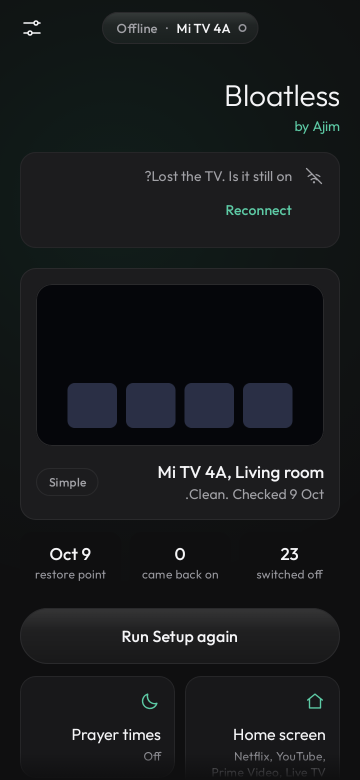 Offline · Mi TV 4A
Bloatless
by Ajim
?Lost the TV. Is it still on
Reconnect
Mi TV 4A, Living room
.Clean. Checked 9 Oct
Simple
23
switched off
0
came back on
Oct 9
restore point
Run Setup again
Home screen
Netflix, YouTube,
Prime Video, Live TV
Prayer times
Off